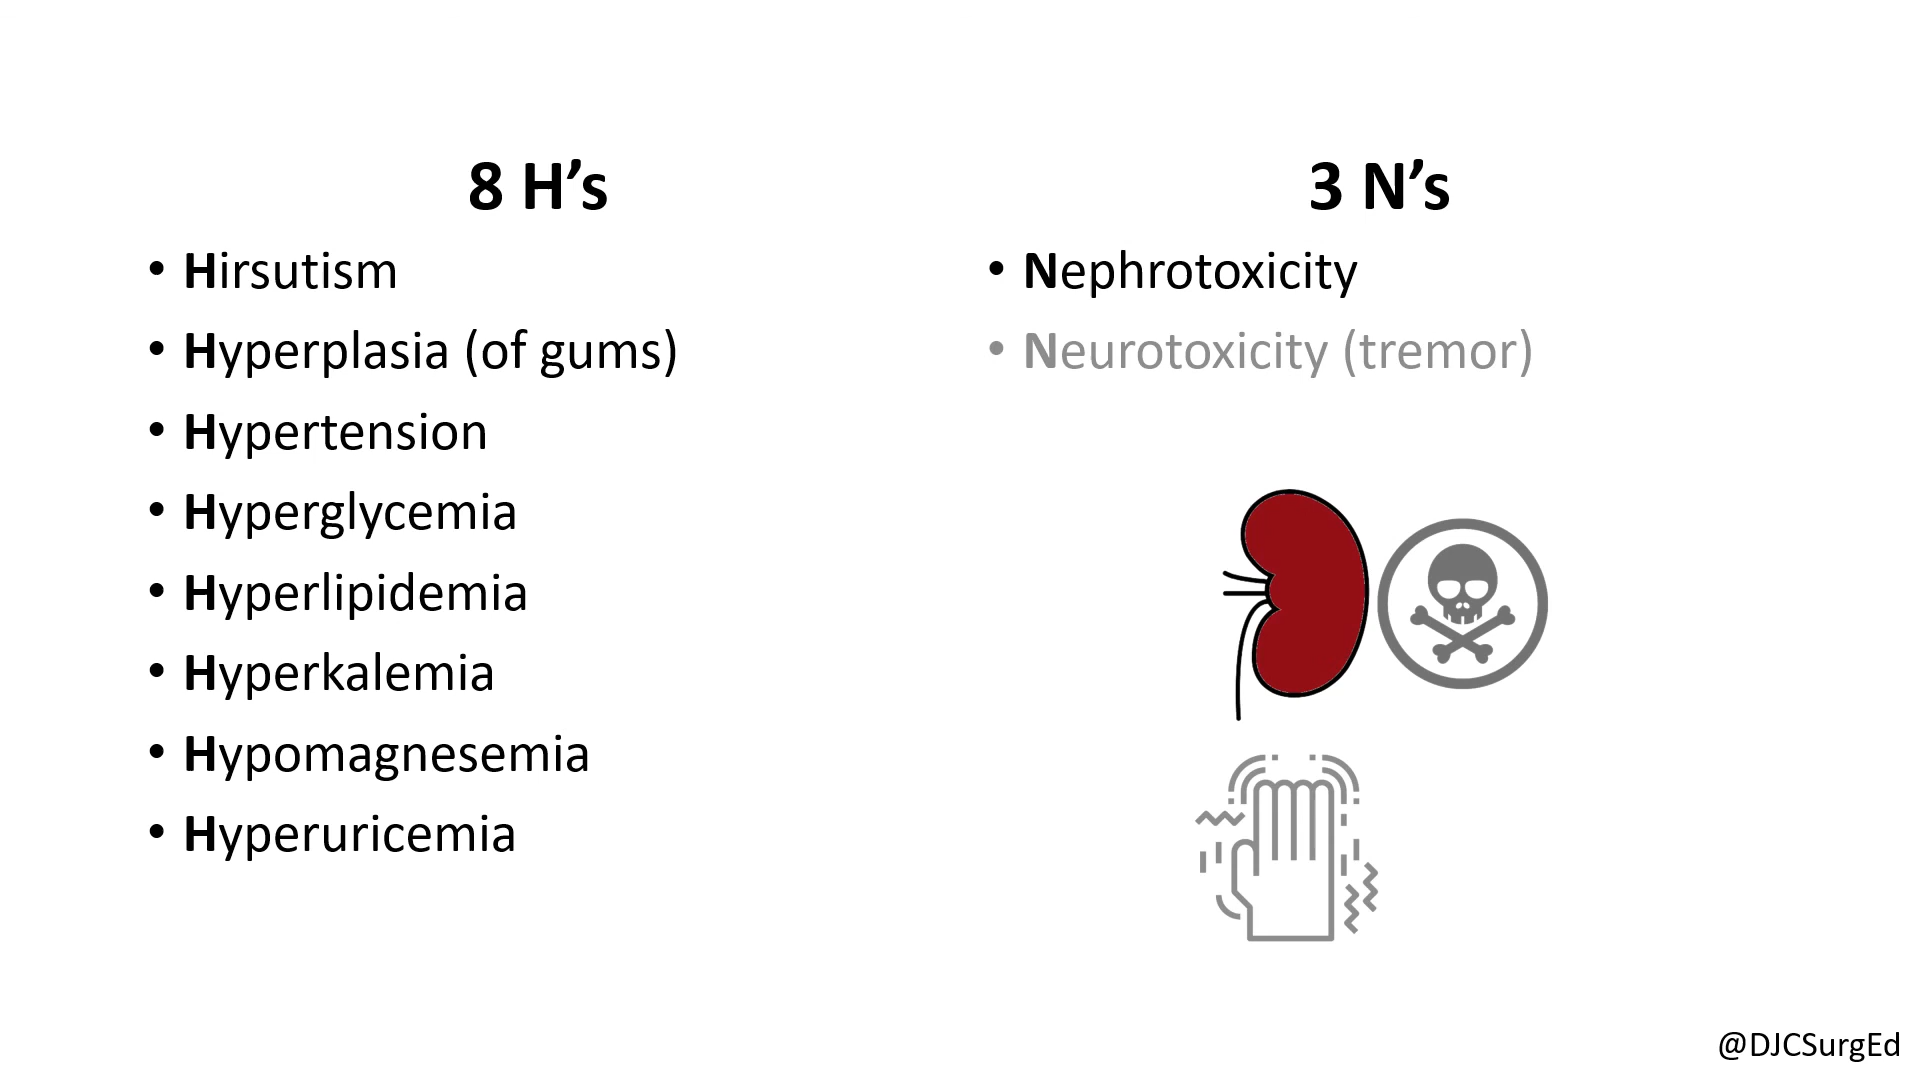 8 H’s
• Hirsutism
• Hyperplasia (of gums)
• Hypertension
• Hyperglycemia
• Hyperlipidemia
• Hyperkalemia
• Hypomagnesemia
• Hyperuricemia
3 N’s
• Nephrotoxicity
• Neurotoxicity (tremor)
@DJCSurgEd